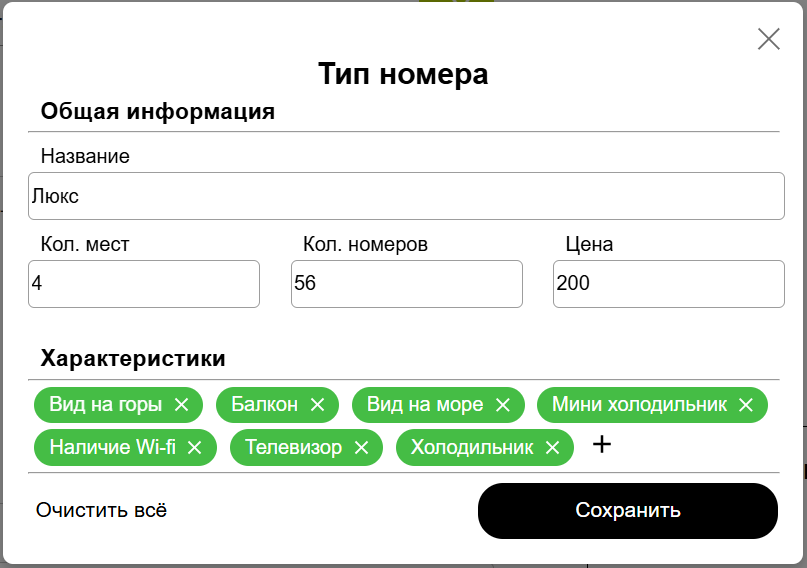 Тип номера
Общая информация
Название
Люкс
Кол. мест Кол. номеров Цена
4 56 200
Характеристики
Вид на горы Балкон Вид на море Мини холодильник
Наличие Wi-fi Телевизор Холодильник
Очистить всё Сохранить